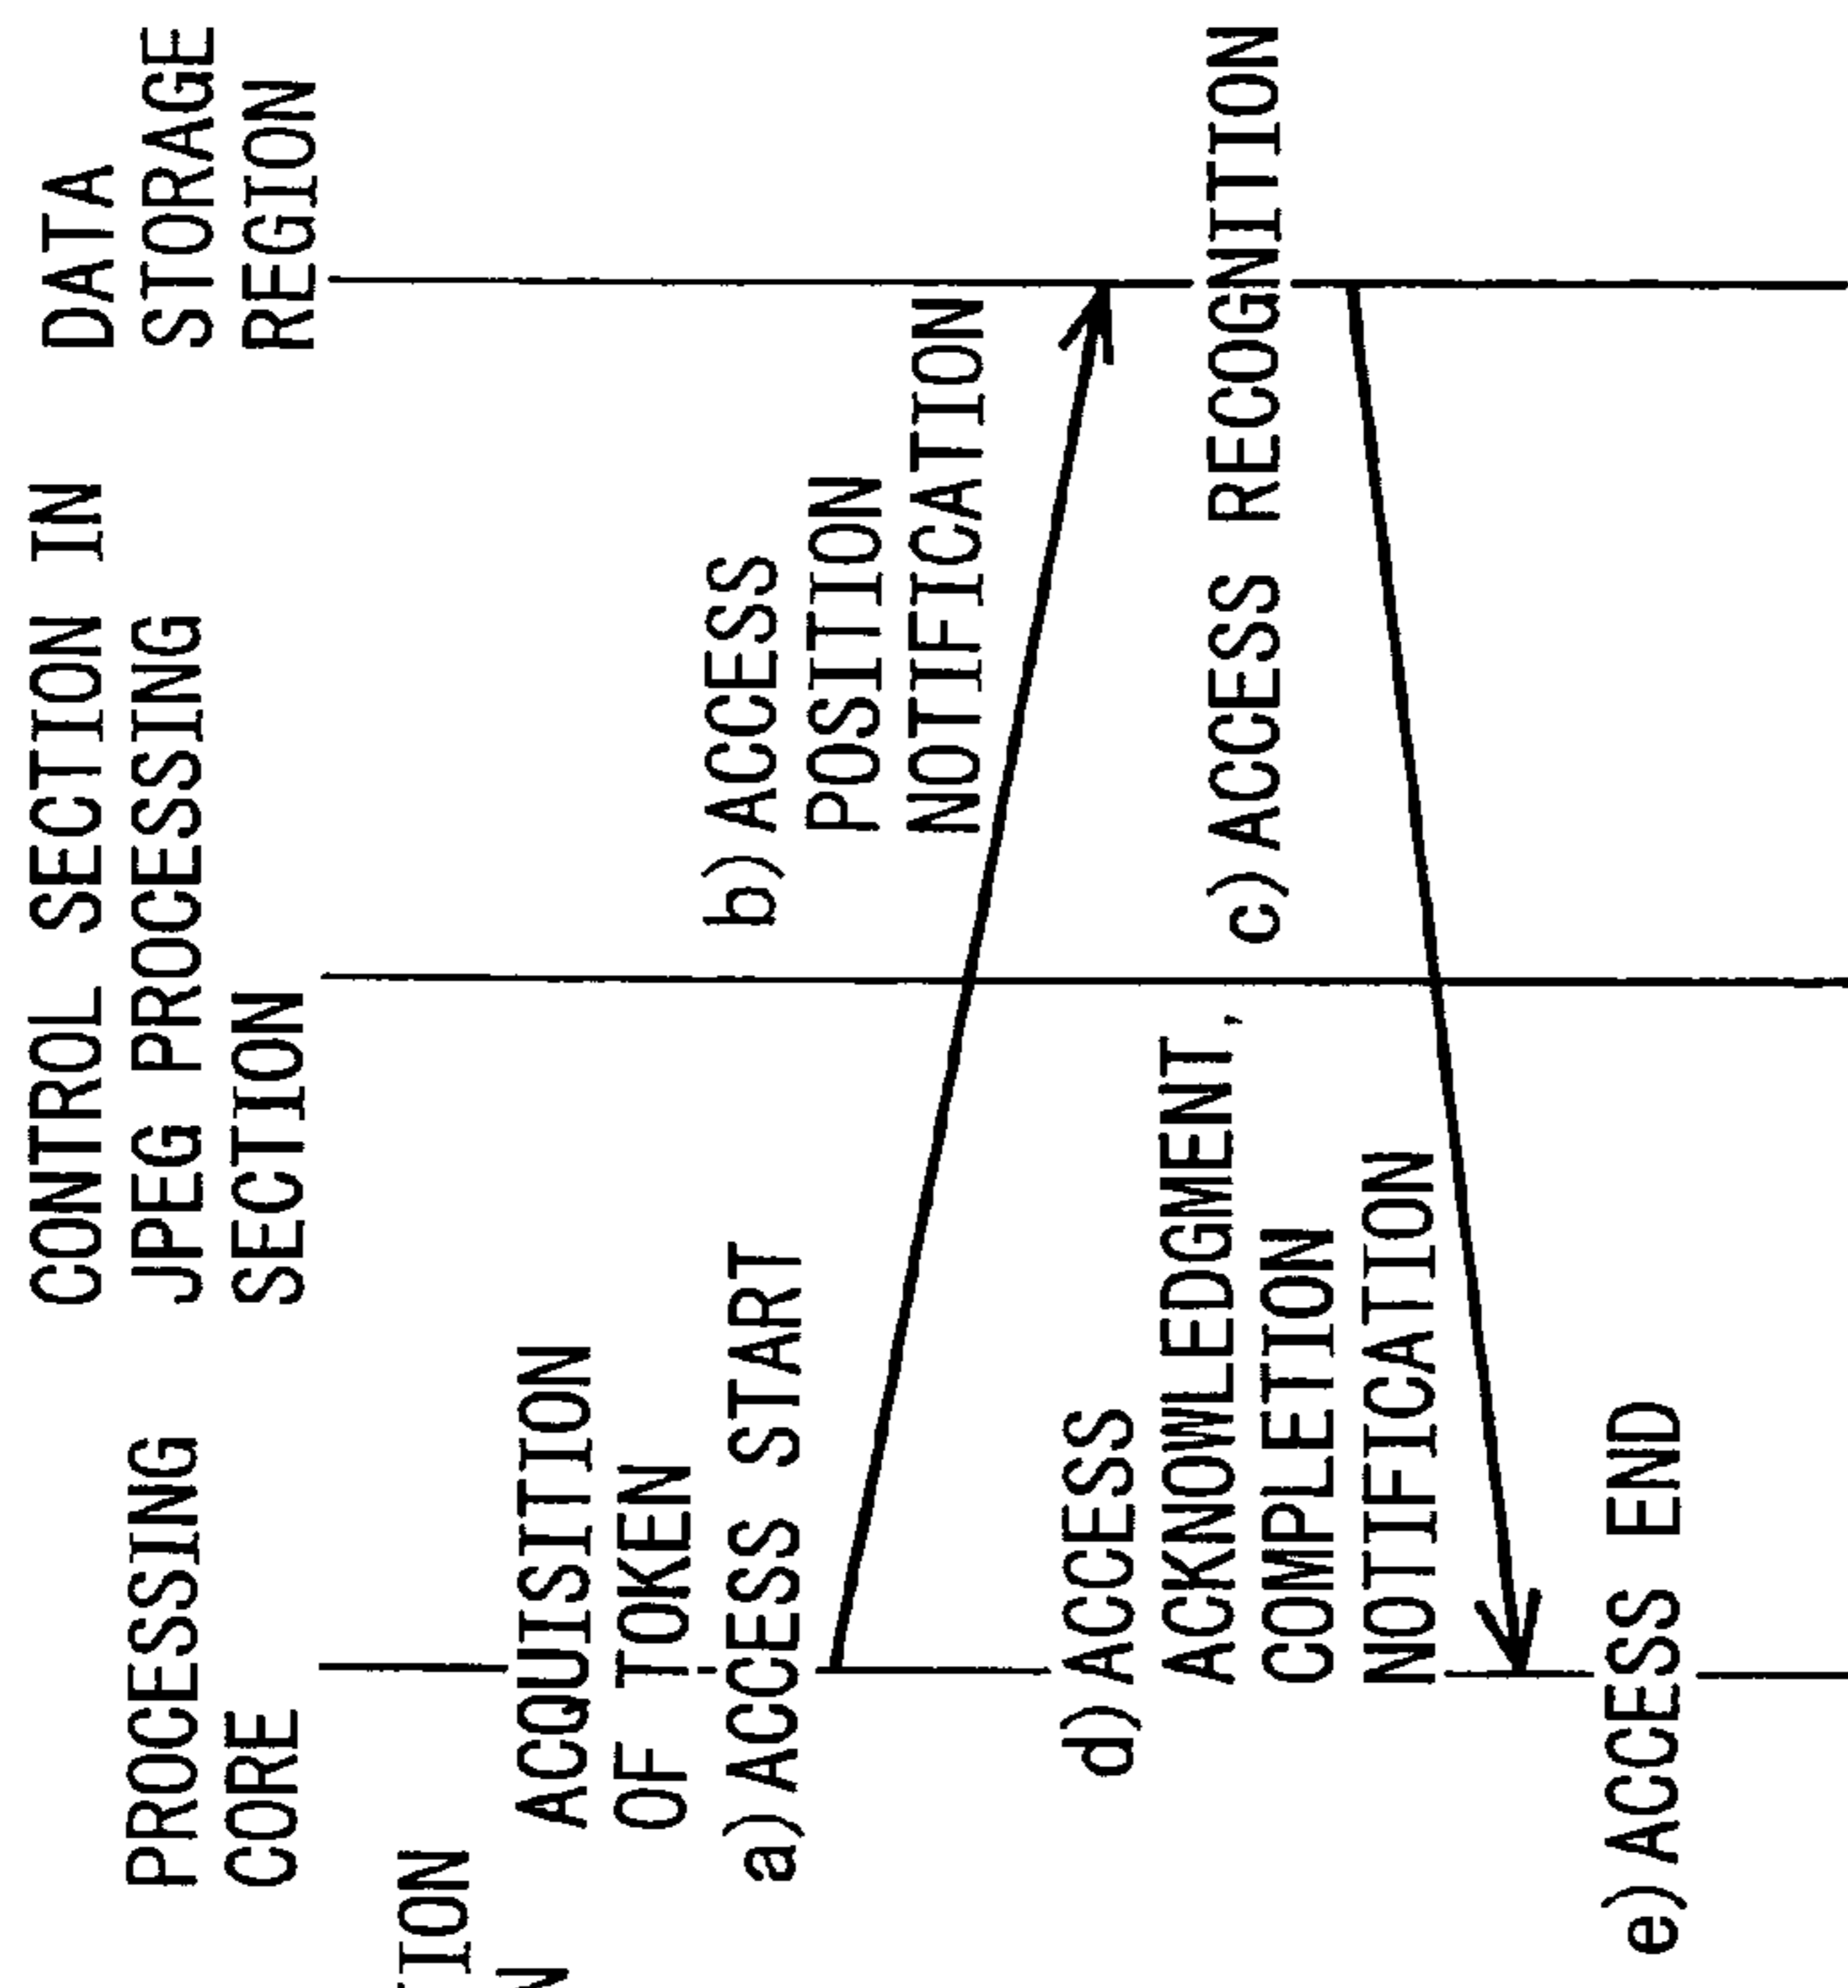 PROCESSING
CORE
CONTROL SECTION IN
JPEG PROCESSING
SECTION
DATA
STORAGE
REGION
ACQUISITION
OF TOKEN
a) ACCESS START
b) ACCESS
POSITION
NOTIFICATION
c) ACCESS RECOGNITION
d) ACCESS
ACKNOWLEDGMENT,
COMPLETION
NOTIFICATION
e) ACCESS END